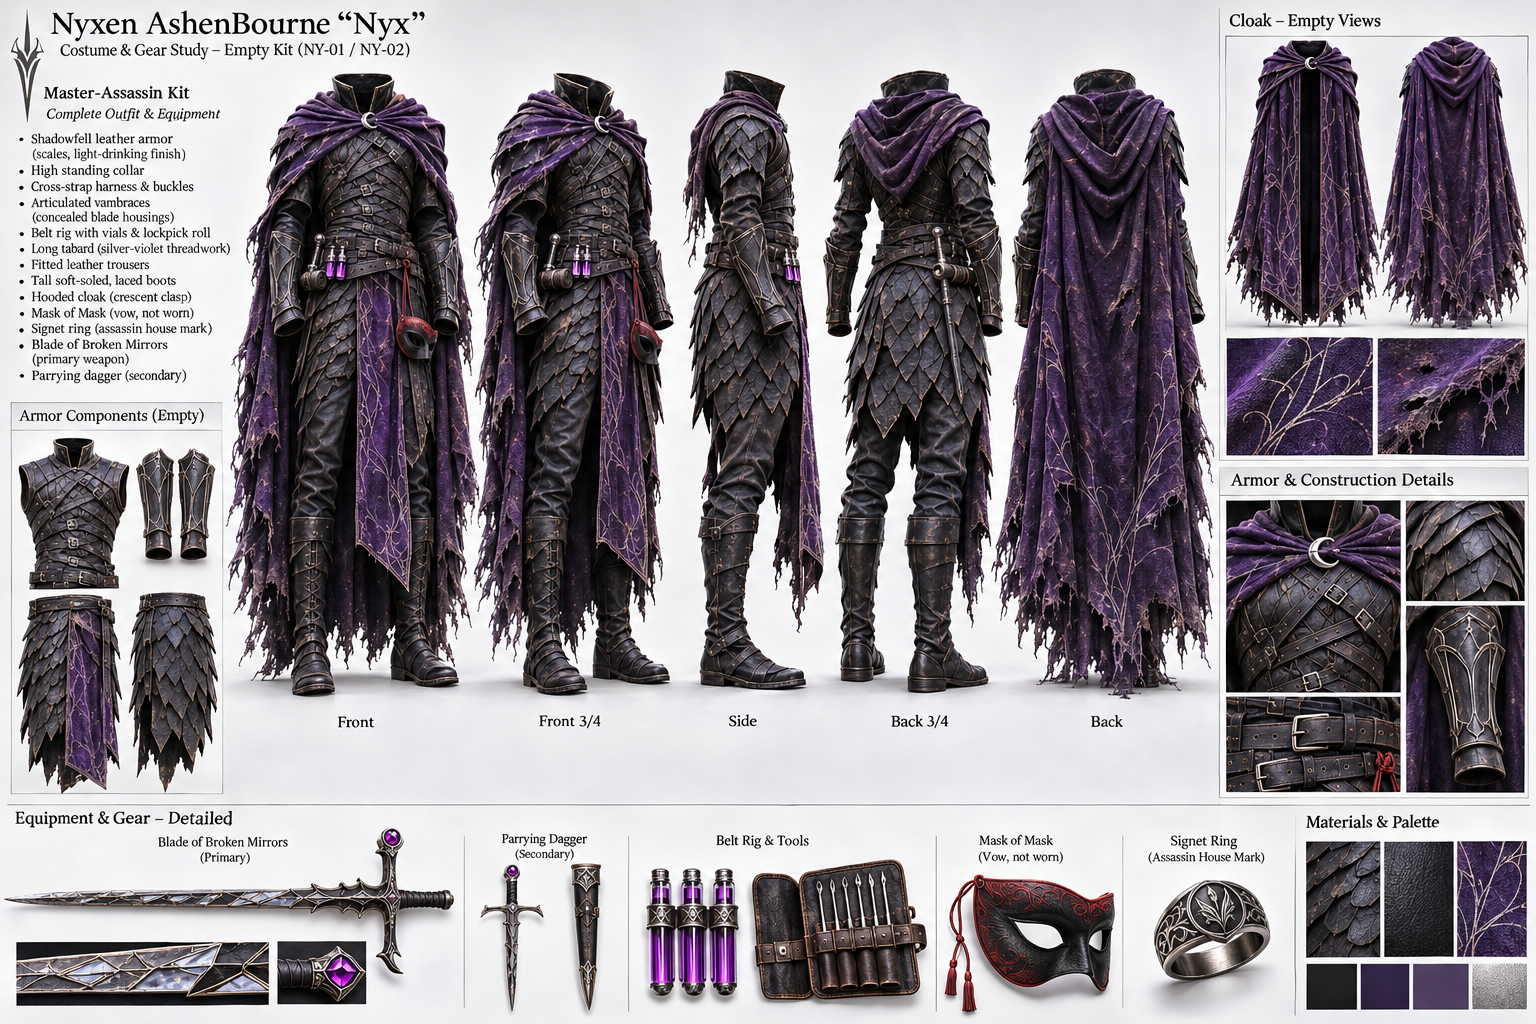 Nyxen AshenBourne “Nyx”
Costume & Gear Study – Empty Kit (NY-01 / NY-02)
Master-Assassin Kit
Complete Outfit & Equipment
• Shadowfell leather armor
(scales, light-drinking finish)
• High standing collar
• Cross-strap harness & buckles
• Articulated vambraces
(concealed blade housings)
• Belt rig with vials & lockpick roll
• Long tabard (silver-violet threadwork)
• Fitted leather trousers
• Tall soft-soled, laced boots
• Hooded cloak (crescent clasp)
• Mask of Mask (vow, not worn)
• Signet ring (assassin house mark)
• Blade of Broken Mirrors
(primary weapon)
• Parrying dagger (secondary)
Armor Components (Empty)
Front
Front 3/4
Side
Back 3/4
Back
Cloak – Empty Views
Armor & Construction Details
Equipment & Gear – Detailed
Blade of Broken Mirrors
(Primary)
Parrying Dagger
(Secondary)
Belt Rig & Tools
Mask of Mask
(Vow, not worn)
Signet Ring
(Assassin House Mark)
Materials & Palette